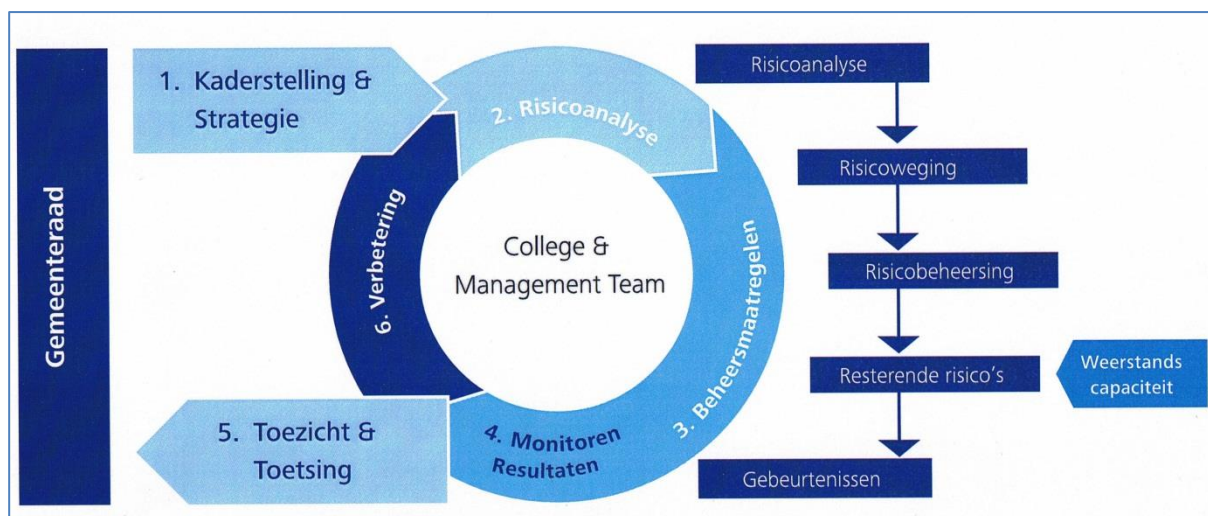 Gemeenteraad
1. Kaderstelling &
Strategie
2. Risicoanalyse
3. Beheersmaatregelen
4. Monitoren
Resultaten
5. Toezicht &
Toetsing
6. Verbetering
College &
Management Team
Risicoanalyse
Risicoweging
Risicobeheersing
Resterende risico's
Weerstands
capaciteit
Gebeurtenissen